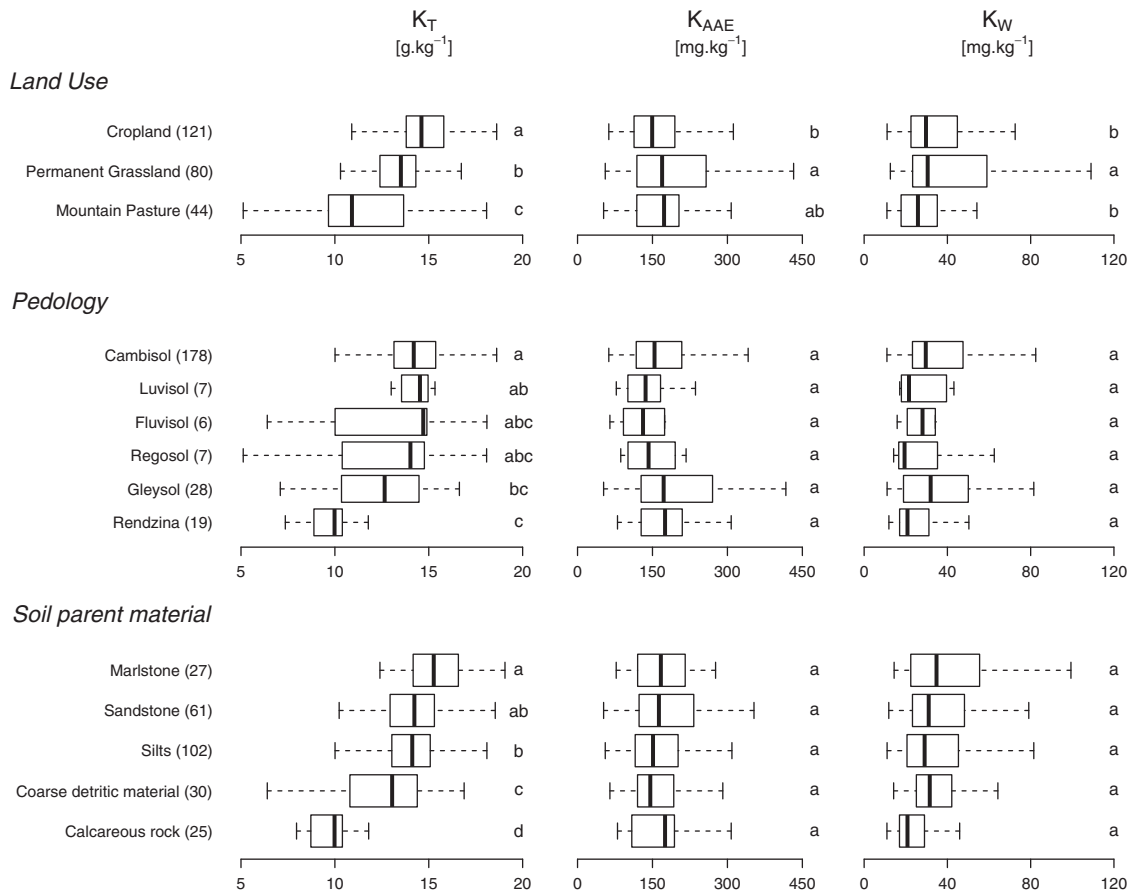 K_T K_AAE K_W
[g.kg⁻¹] [mg.kg⁻¹] [mg.kg⁻¹]
Land Use
Cropland (121) a b b
Permanent Grassland (80) b a a
Mountain Pasture (44) c ab b
5 10 15 20 0 150 300 450 0 40 80 120
Pedology
Cambisol (178) a a a
Luvisol (7) ab a a
Fluvisol (6) abc a a
Regosol (7) abc a a
Gleysol (28) bc a a
Rendzina (19) c a a
5 10 15 20 0 150 300 450 0 40 80 120
Soil parent material
Marlstone (27) a a a
Sandstone (61) ab a a
Silts (102) b a a
Coarse detritic material (30) c a a
Calcareous rock (25) d a a
5 10 15 20 0 150 300 450 0 40 80 120